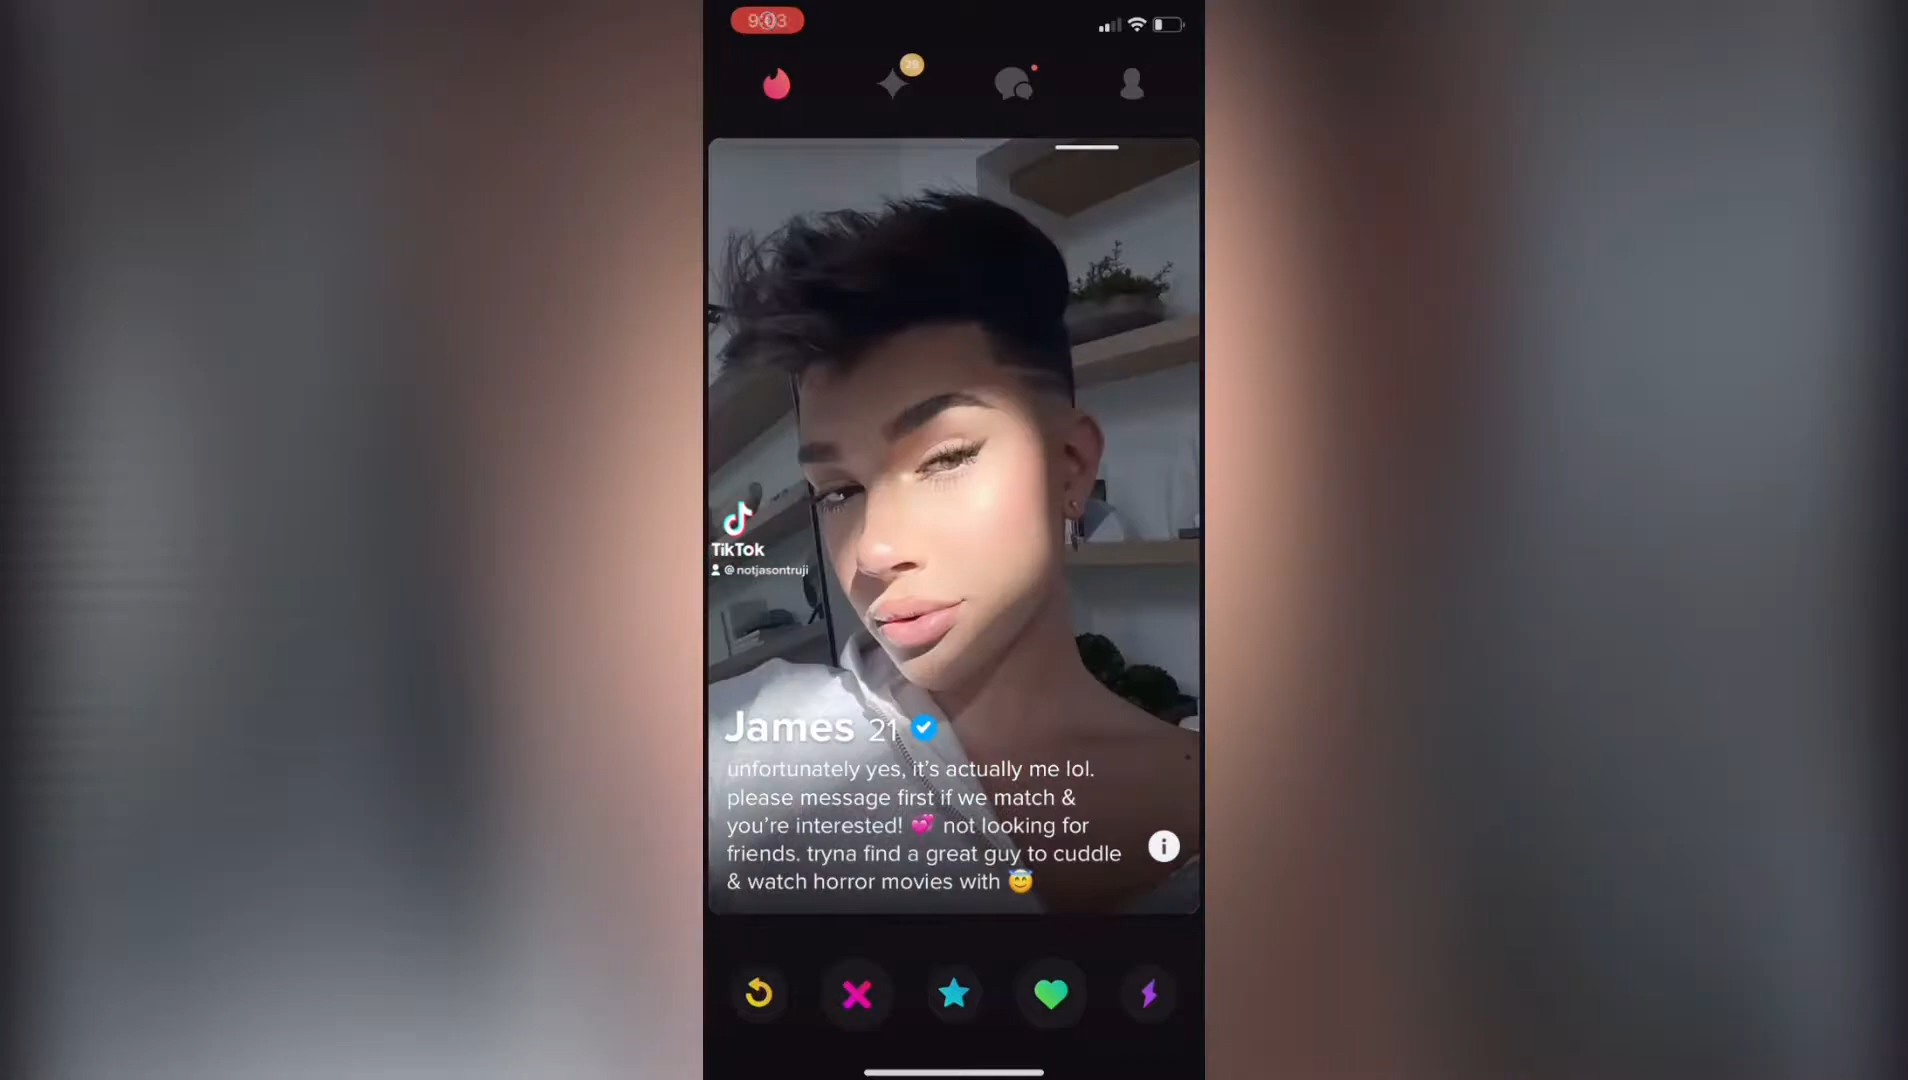 9:03
29
TikTok
@ notjasontruji
James 21
unfortunately yes, it's actually me lol.
please message first if we match &
you're interested! 💞 not looking for
friends. tryna find a great guy to cuddle
& watch horror movies with 😇